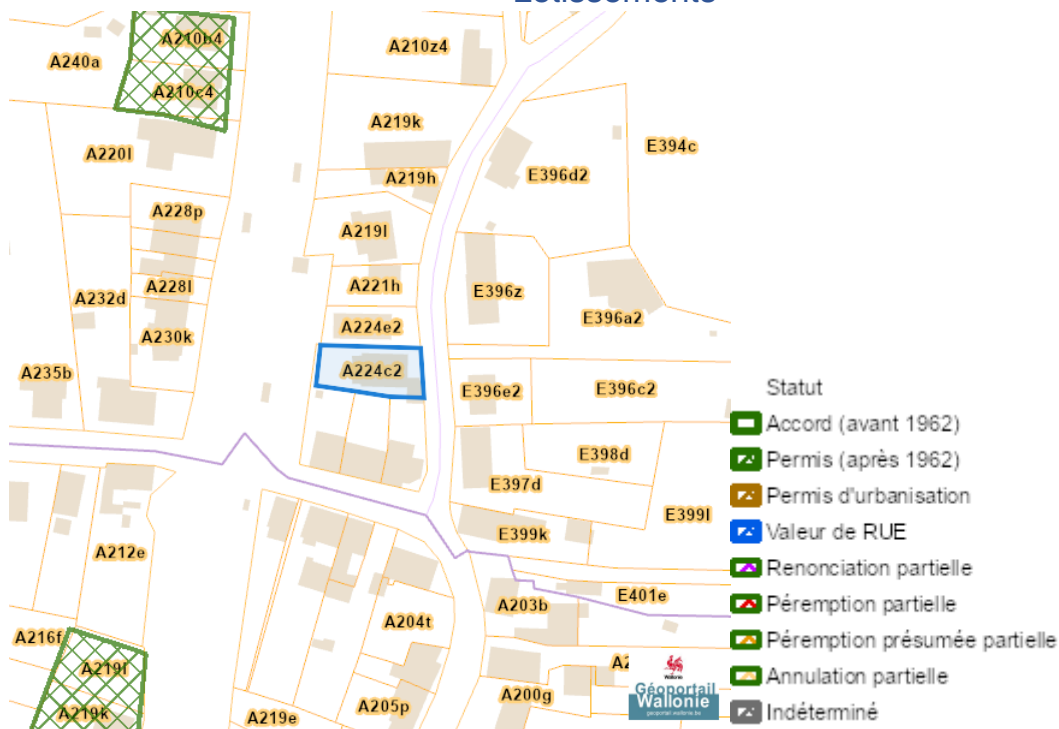 A210b4
A210z4
A240a
A210c4
A219k
A220l
E394c
A219h
E396d2
A228p
A219l
A232d
A228l
A221h
E396z
A230k
A224e2
E396a2
A224c2
A235b
E396e2
E396c2
Statut
Accord (avant 1962)
Permis (après 1962)
E398d
E397d
Permis d'urbanisation
E399l
Valeur de RUE
A212e
E399k
Renonciation partielle
E401e
A203b
Péremption partielle
A204t
A216f
Péremption présumée partielle
A219l
Annulation partielle
Wallonie
Géoportail
Wallonie
geoportail.wallonie.be
A200g
A205p
A219k
A219e
Indéterminé